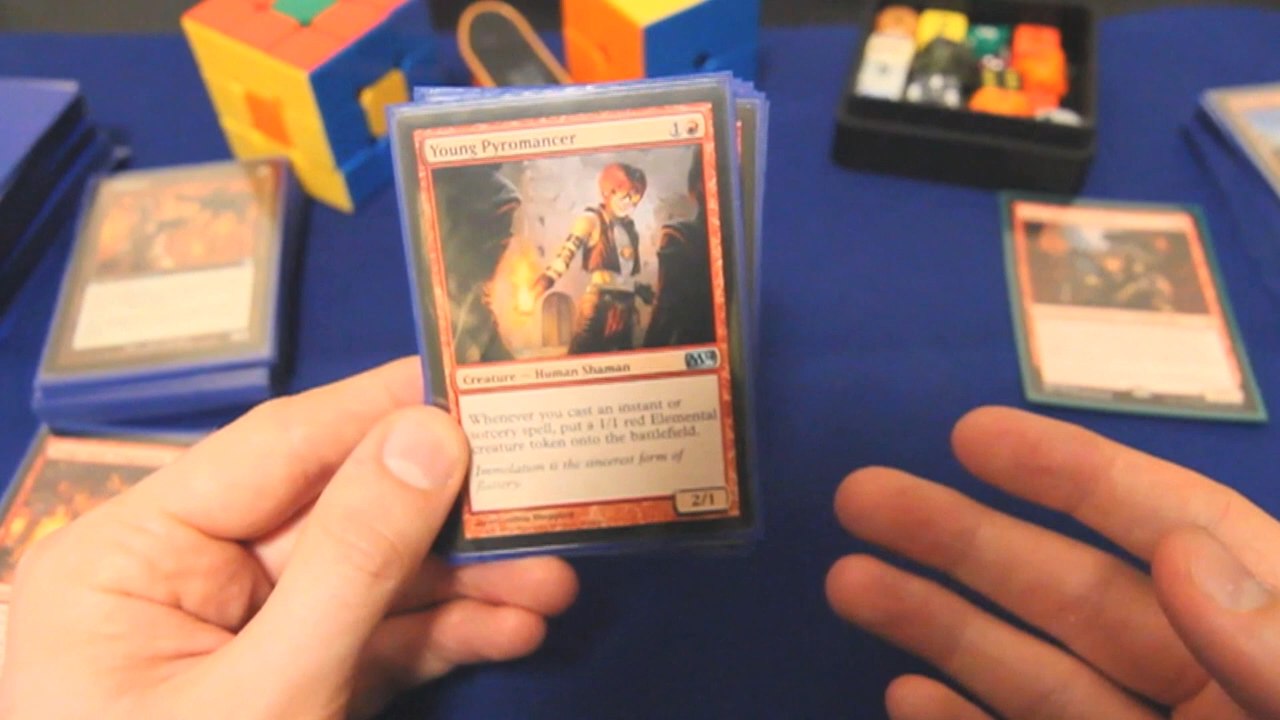 Young Pyromancer
1
Creature — Human Shaman
Whenever you cast an instant or
sorcery spell, put a 1/1 red Elemental
creature token onto the battlefield.
Immolation is the sincerest form of
flattery.
2/1